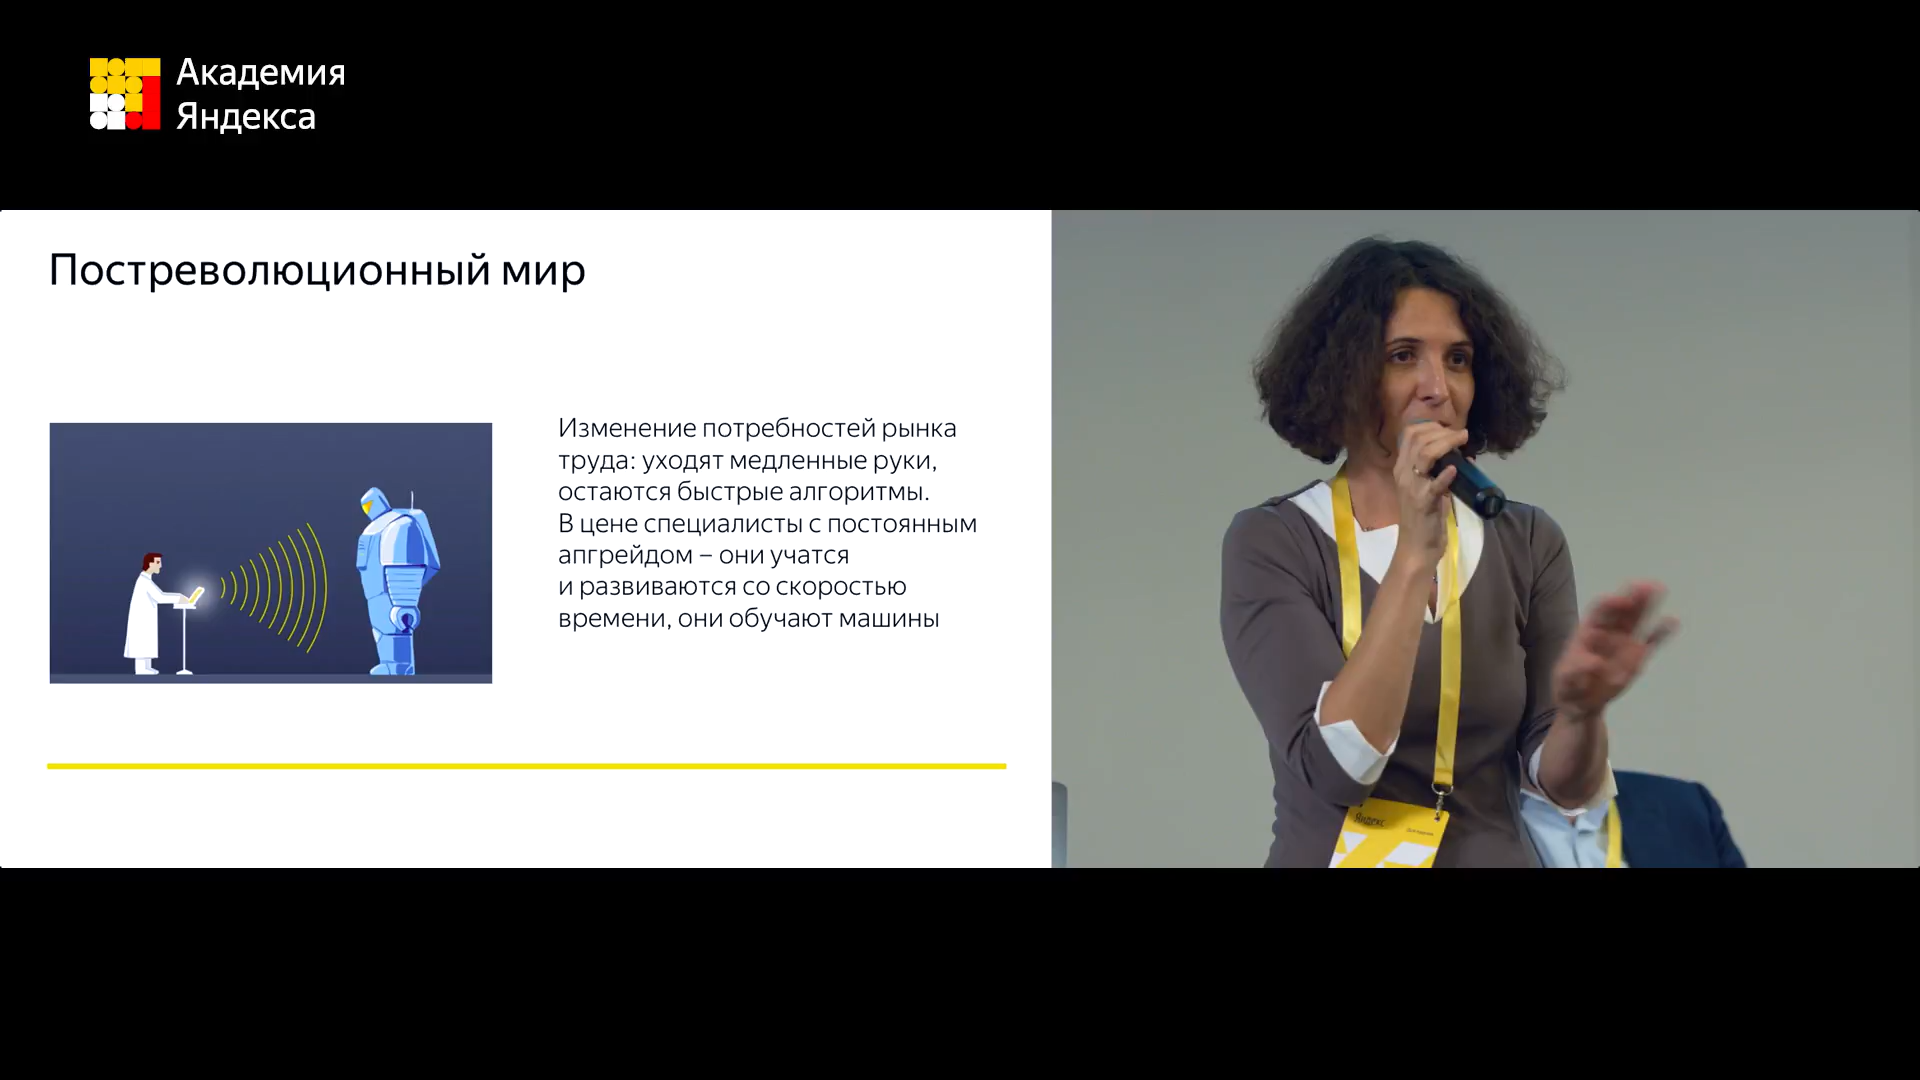 Академия
Яндекса
Постреволюционный мир
Изменение потребностей рынка
труда: уходят медленные руки,
остаются быстрые алгоритмы.
В цене специалисты с постоянным
апгрейдом – они учатся
и развиваются со скоростью
времени, они обучают машины
Яндекс